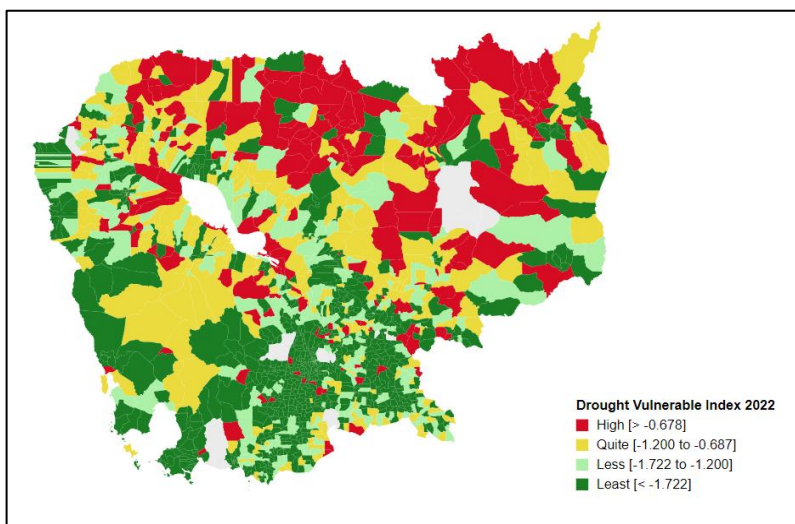 Drought Vulnerable Index 2022
High [> -0.678]
Quite [-1.200 to -0.687]
Less [-1.722 to -1.200]
Least [< -1.722]